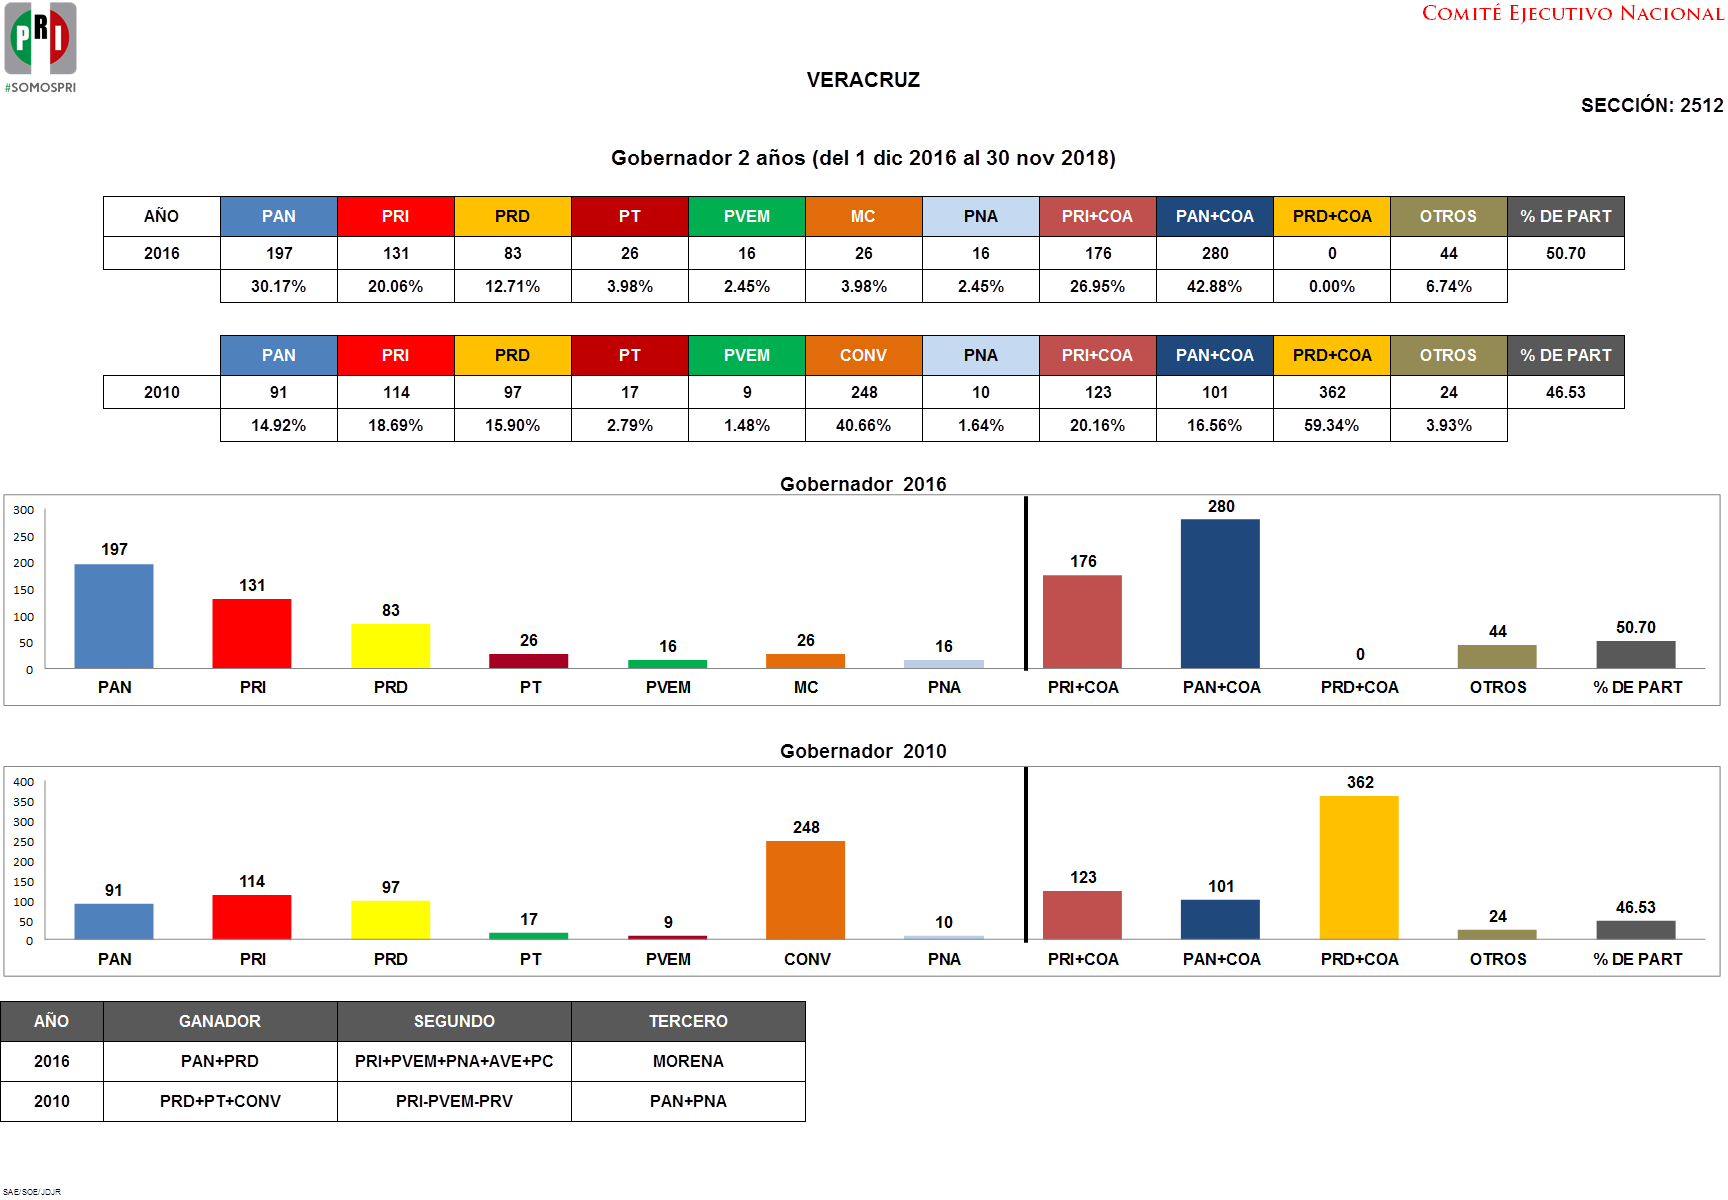 PRI
#SOMOSPRI
COMITÉ EJECUTIVO NACIONAL
VERACRUZ
SECCIÓN: 2512
Gobernador 2 años (del 1 dic 2016 al 30 nov 2018)
AÑO PAN PRI PRD PT PVEM MC PNA PRI+COA PAN+COA PRD+COA OTROS % DE PART
2016 197 131 83 26 16 26 16 176 280 0 44 50.70
30.17% 20.06% 12.71% 3.98% 2.45% 3.98% 2.45% 26.95% 42.88% 0.00% 6.74%
PAN PRI PRD PT PVEM CONV PNA PRI+COA PAN+COA PRD+COA OTROS % DE PART
2010 91 114 97 17 9 248 10 123 101 362 24 46.53
14.92% 18.69% 15.90% 2.79% 1.48% 40.66% 1.64% 20.16% 16.56% 59.34% 3.93%
Gobernador 2016
300
250
200
150
100
50
0
197 131 83 26 16 26 16 176 280 0 44 50.70
PAN PRI PRD PT PVEM MC PNA PRI+COA PAN+COA PRD+COA OTROS % DE PART
Gobernador 2010
400
350
300
250
200
150
100
50
0
91 114 97 17 9 248 10 123 101 362 24 46.53
PAN PRI PRD PT PVEM CONV PNA PRI+COA PAN+COA PRD+COA OTROS % DE PART
AÑO GANADOR SEGUNDO TERCERO
2016 PAN+PRD PRI+PVEM+PNA+AVE+PC MORENA
2010 PRD+PT+CONV PRI-PVEM-PRV PAN+PNA
SAE/SOE/JDJR